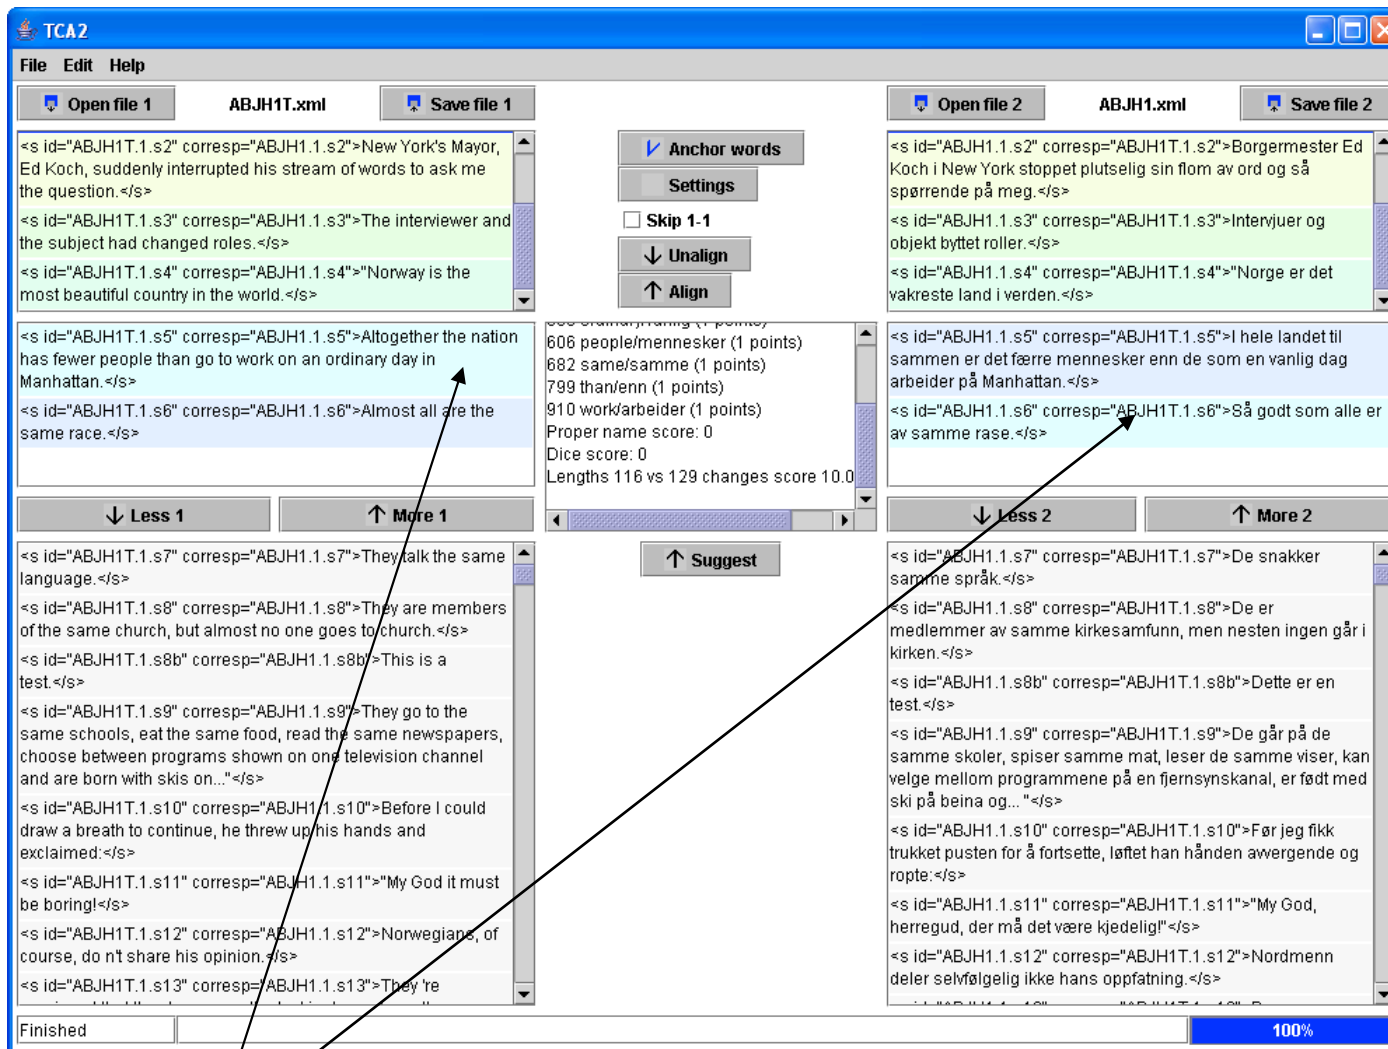 TCA2
File Edit Help
Open file 1 ABJH1T.xml Save file 1
Open file 2 ABJH1.xml Save file 2
<s id="ABJH1T.1.s2" corresp="ABJH1.1.s2">New York's Mayor,
Ed Koch, suddenly interrupted his stream of words to ask me
the question.</s>
<s id="ABJH1T.1.s3" corresp="ABJH1.1.s3">The interviewer and
the subject had changed roles.</s>
<s id="ABJH1T.1.s4" corresp="ABJH1.1.s4">"Norway is the
most beautiful country in the world.</s>
Anchor words
Settings
Skip 1-1
Unalign
Align
<s id="ABJH1.1.s2" corresp="ABJH1T.1.s2">Borgermester Ed
Koch i New York stoppet plutselig sin flom av ord og så
spørrende på meg.</s>
<s id="ABJH1.1.s3" corresp="ABJH1T.1.s3">Intervjuer og
objekt byttet roller.</s>
<s id="ABJH1.1.s4" corresp="ABJH1T.1.s4">"Norge er det
vakreste land i verden.</s>
<s id="ABJH1T.1.s5" corresp="ABJH1.1.s5">Altogether the nation
has fewer people than go to work on an ordinary day in
Manhattan.</s>
<s id="ABJH1T.1.s6" corresp="ABJH1.1.s6">Almost all are the
same race.</s>
606 people/mennesker (1 points)
682 same/samme (1 points)
799 than/enn (1 points)
910 work/arbeider (1 points)
Proper name score: 0
Dice score: 0
Lengths 116 vs 129 changes score 10.0
<s id="ABJH1.1.s5" corresp="ABJH1T.1.s5">I hele landet til
sammen er det færre mennesker enn de som en vanlig dag
arbeider på Manhattan.</s>
<s id="ABJH1.1.s6" corresp="ABJH1T.1.s6">Så godt som alle er
av samme rase.</s>
Less 1 More 1
Less 2 More 2
Suggest
<s id="ABJH1T.1.s7" corresp="ABJH1.1.s7">They talk the same
language.</s>
<s id="ABJH1T.1.s8" corresp="ABJH1.1.s8">They are members
of the same church, but almost no one goes to church.</s>
<s id="ABJH1T.1.s8b" corresp="ABJH1.1.s8b">This is a
test.</s>
<s id="ABJH1T.1.s9" corresp="ABJH1.1.s9">They go to the
same schools, eat the same food, read the same newspapers,
choose between programs shown on one television channel
and are born with skis on..."</s>
<s id="ABJH1T.1.s10" corresp="ABJH1.1.s10">Before I could
draw a breath to continue, he threw up his hands and
exclaimed:</s>
<s id="ABJH1T.1.s11" corresp="ABJH1.1.s11">"My God it must
be boring!</s>
<s id="ABJH1T.1.s12" corresp="ABJH1.1.s12">Norwegians, of
course, do n't share his opinion.</s>
<s id="ABJH1T.1.s13" corresp="ABJH1.1.s13">They 're
<s id="ABJH1.1.s7" corresp="ABJH1T.1.s7">De snakker
samme språk.</s>
<s id="ABJH1.1.s8" corresp="ABJH1T.1.s8">De er
medlemmer av samme kirkesamfunn, men nesten ingen går i
kirken.</s>
<s id="ABJH1.1.s8b" corresp="ABJH1T.1.s8b">Dette er en
test.</s>
<s id="ABJH1.1.s9" corresp="ABJH1T.1.s9">De går på de
samme skoler, spiser samme mat, leser de samme viser, kan
velge mellom programmene på en fjernsynskanal, er født med
ski på beina og... "</s>
<s id="ABJH1.1.s10" corresp="ABJH1T.1.s10">Før jeg fikk
trukket pusten for å fortsette, løftet han hånden avvergende og
ropte:</s>
<s id="ABJH1.1.s11" corresp="ABJH1T.1.s11">"My God,
herregud, der må det være kjedelig!"</s>
<s id="ABJH1.1.s12" corresp="ABJH1T.1.s12">Nordmenn
deler selvfølgelig ikke hans oppfatning.</s>
Finished
100%